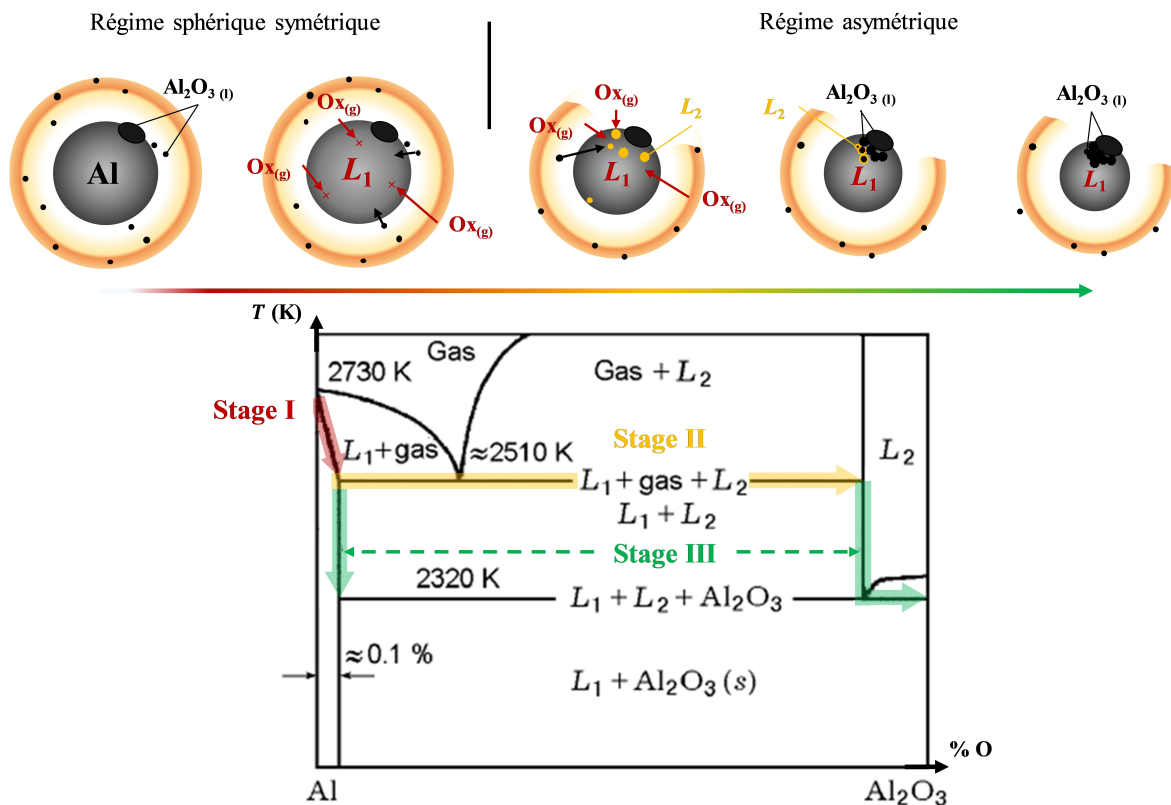 Régime sphérique symétrique
Régime asymétrique
Al₂O₃ (l)
Al
Ox(g)
Ox(g)
L₁
Ox(g)
Ox(g)
Ox(g)
L₂
L₁
Ox(g)
Al₂O₃ (l)
L₂
L₁
Al₂O₃ (l)
L₁
T (K)
Gas
2730 K
Gas + L₂
Stage I
Stage II
L₁+gas
≈2510 K
L₂
L₁+gas+L₂
L₁+L₂
Stage III
2320 K
L₁+L₂+Al₂O₃
≈0.1 %
L₁+Al₂O₃(s)
% O
Al
Al₂O₃